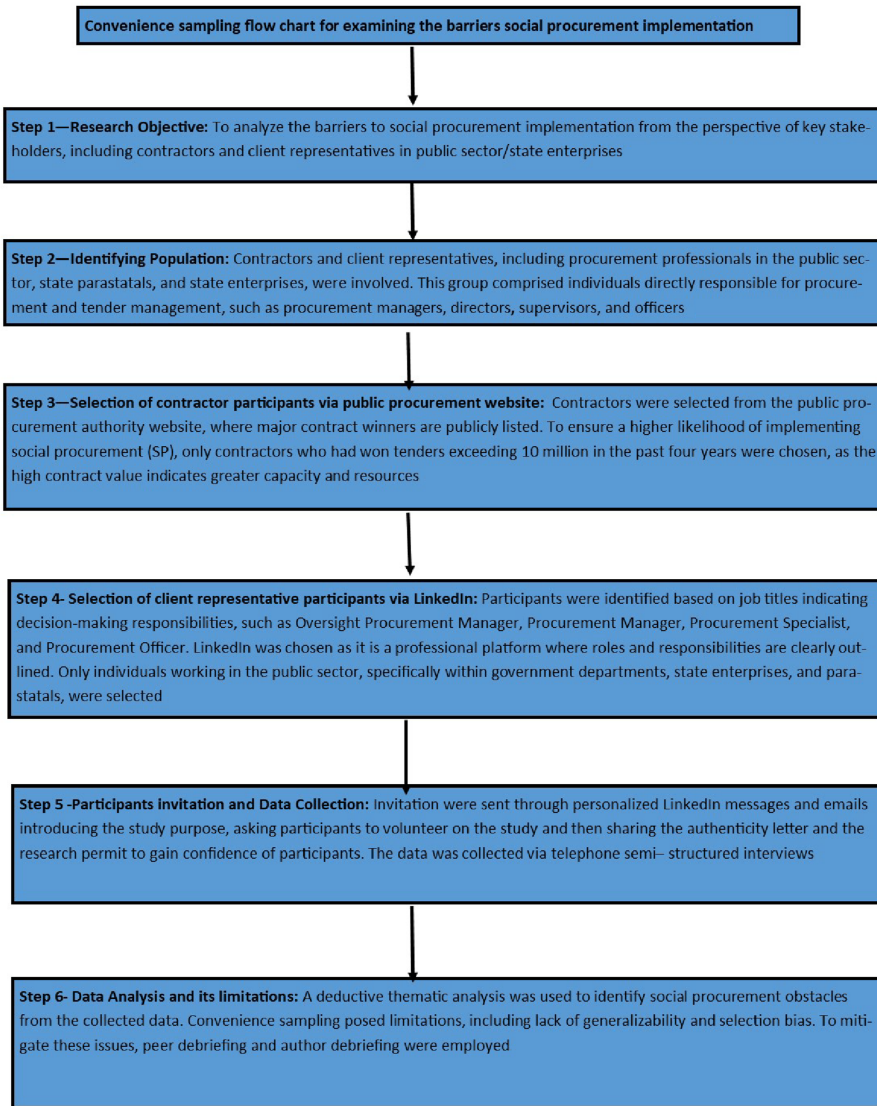 Convenience sampling flow chart for examining the barriers social procurement implementation
Step 1—Research Objective: To analyze the barriers to social procurement implementation from the perspective of key stake-
holders, including contractors and client representatives in public sector/state enterprises
Step 2—Identifying Population: Contractors and client representatives, including procurement professionals in the public sec-
tor, state parastatals, and state enterprises, were involved. This group comprised individuals directly responsible for procure-
ment and tender management, such as procurement managers, directors, supervisors, and officers
Step 3—Selection of contractor participants via public procurement website: Contractors were selected from the public pro-
curement authority website, where major contract winners are publicly listed. To ensure a higher likelihood of implementing
social procurement (SP), only contractors who had won tenders exceeding 10 million in the past four years were chosen, as the
high contract value indicates greater capacity and resources
Step 4- Selection of client representative participants via LinkedIn: Participants were identified based on job titles indicating
decision-making responsibilities, such as Oversight Procurement Manager, Procurement Manager, Procurement Specialist,
and Procurement Officer. LinkedIn was chosen as it is a professional platform where roles and responsibilities are clearly out-
lined. Only individuals working in the public sector, specifically within government departments, state enterprises, and para-
statals, were selected
Step 5 -Participants invitation and Data Collection: Invitation were sent through personalized LinkedIn messages and emails
introducing the study purpose, asking participants to volunteer on the study and then sharing the authenticity letter and the
research permit to gain confidence of participants. The data was collected via telephone semi– structured interviews
Step 6- Data Analysis and its limitations: A deductive thematic analysis was used to identify social procurement obstacles
from the collected data. Convenience sampling posed limitations, including lack of generalizability and selection bias. To miti-
gate these issues, peer debriefing and author debriefing were employed